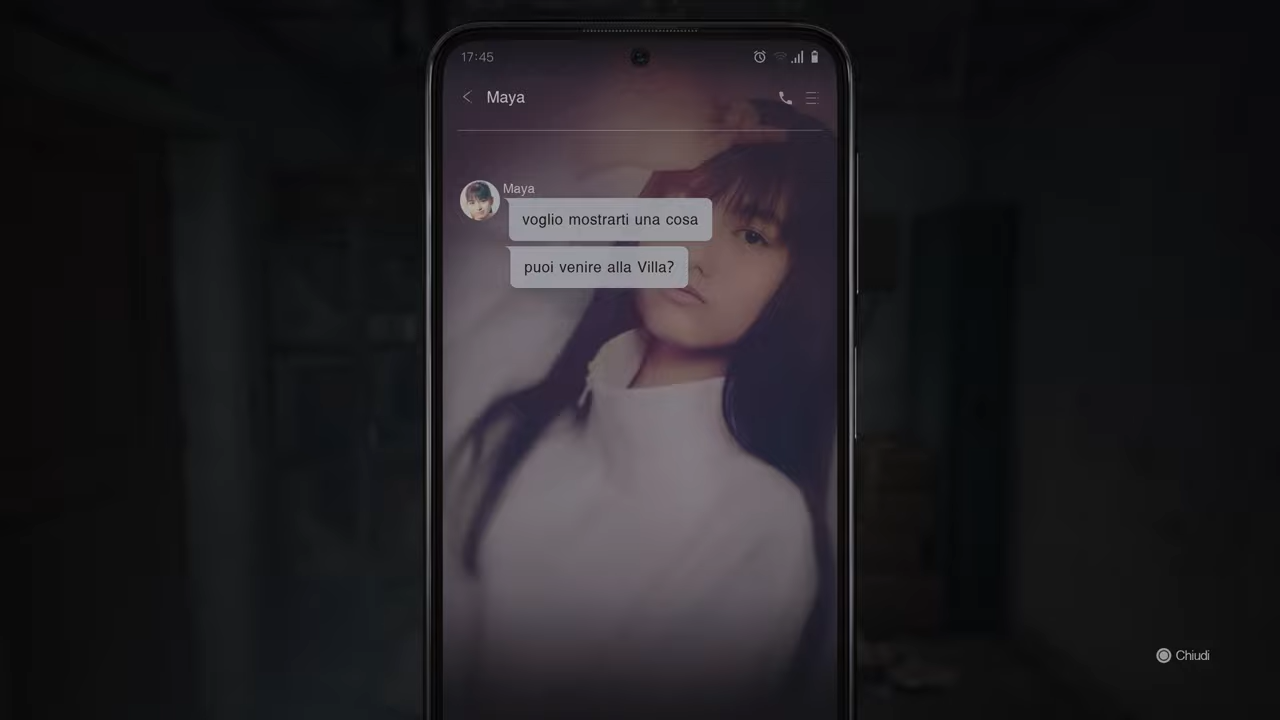 17:45
Maya
Maya
voglio mostrarti una cosa
puoi venire alla Villa?
Chiudi